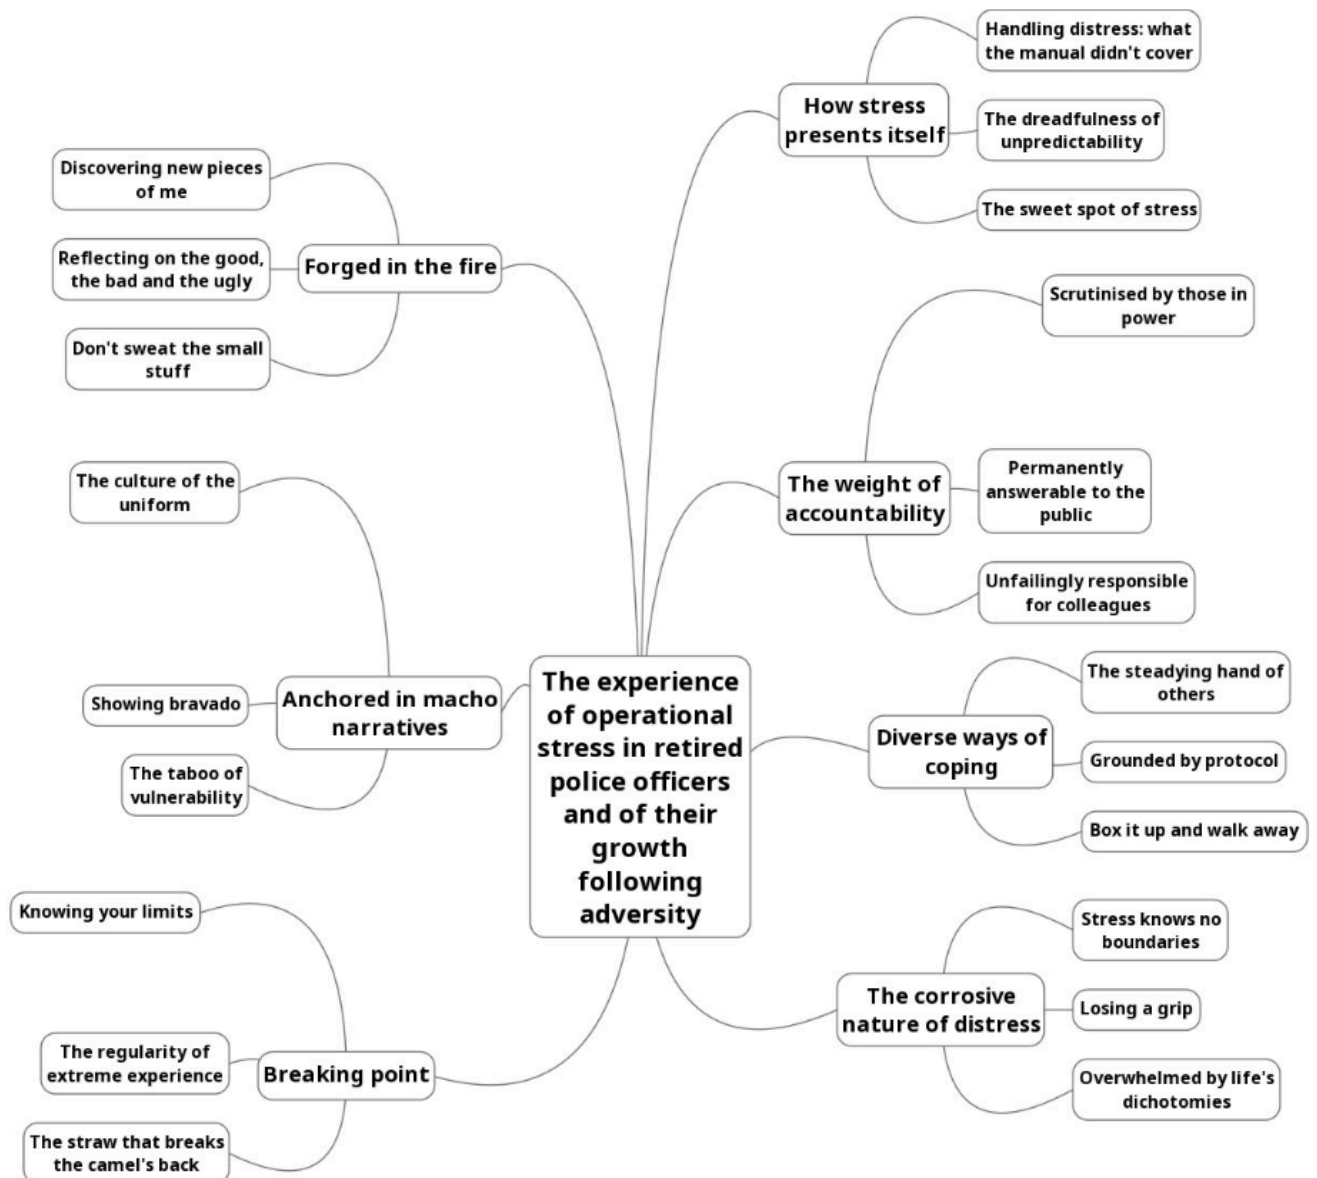 The experience
of operational
stress in retired
police officers
and of their
growth
following
adversity
How stress
presents itself
Handling distress: what
the manual didn't cover
The dreadfulness of
unpredictability
The sweet spot of stress
The weight of
accountability
Scrutinised by those in
power
Permanently
answerable to the
public
Unfailingly responsible
for colleagues
Diverse ways of
coping
The steadying hand of
others
Grounded by protocol
Box it up and walk away
The corrosive
nature of distress
Stress knows no
boundaries
Losing a grip
Overwhelmed by life's
dichotomies
Forged in the fire
Discovering new pieces
of me
Reflecting on the good,
the bad and the ugly
Don't sweat the small
stuff
Anchored in macho
narratives
The culture of the
uniform
Showing bravado
The taboo of
vulnerability
Breaking point
Knowing your limits
The regularity of
extreme experience
The straw that breaks
the camel's back